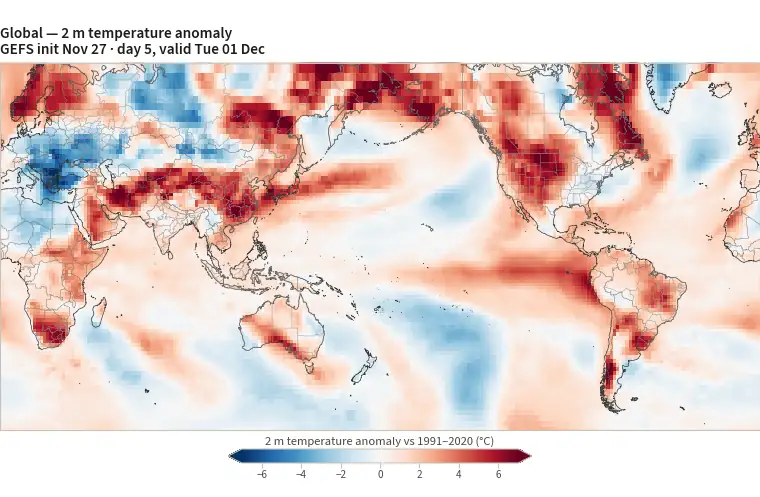 Global — 2 m temperature anomaly
GEFS init Nov 27 · day 5, valid Tue 01 Dec
2 m temperature anomaly vs 1991–2020 (°C)
−6 −4 −2 0 2 4 6